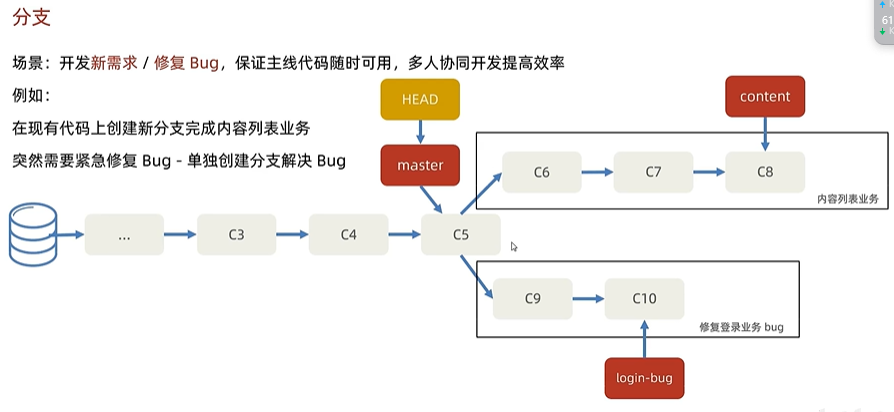 分支
场景：开发新需求 / 修复 Bug，保证主线代码随时可用，多人协同开发提高效率
例如：
在现有代码上创建新分支完成内容列表业务
突然需要紧急修复 Bug - 单独创建分支解决 Bug
HEAD
content
master
C6
C7
C8
内容列表业务
...
C3
C4
C5
C9
C10
修复登录业务 bug
login-bug